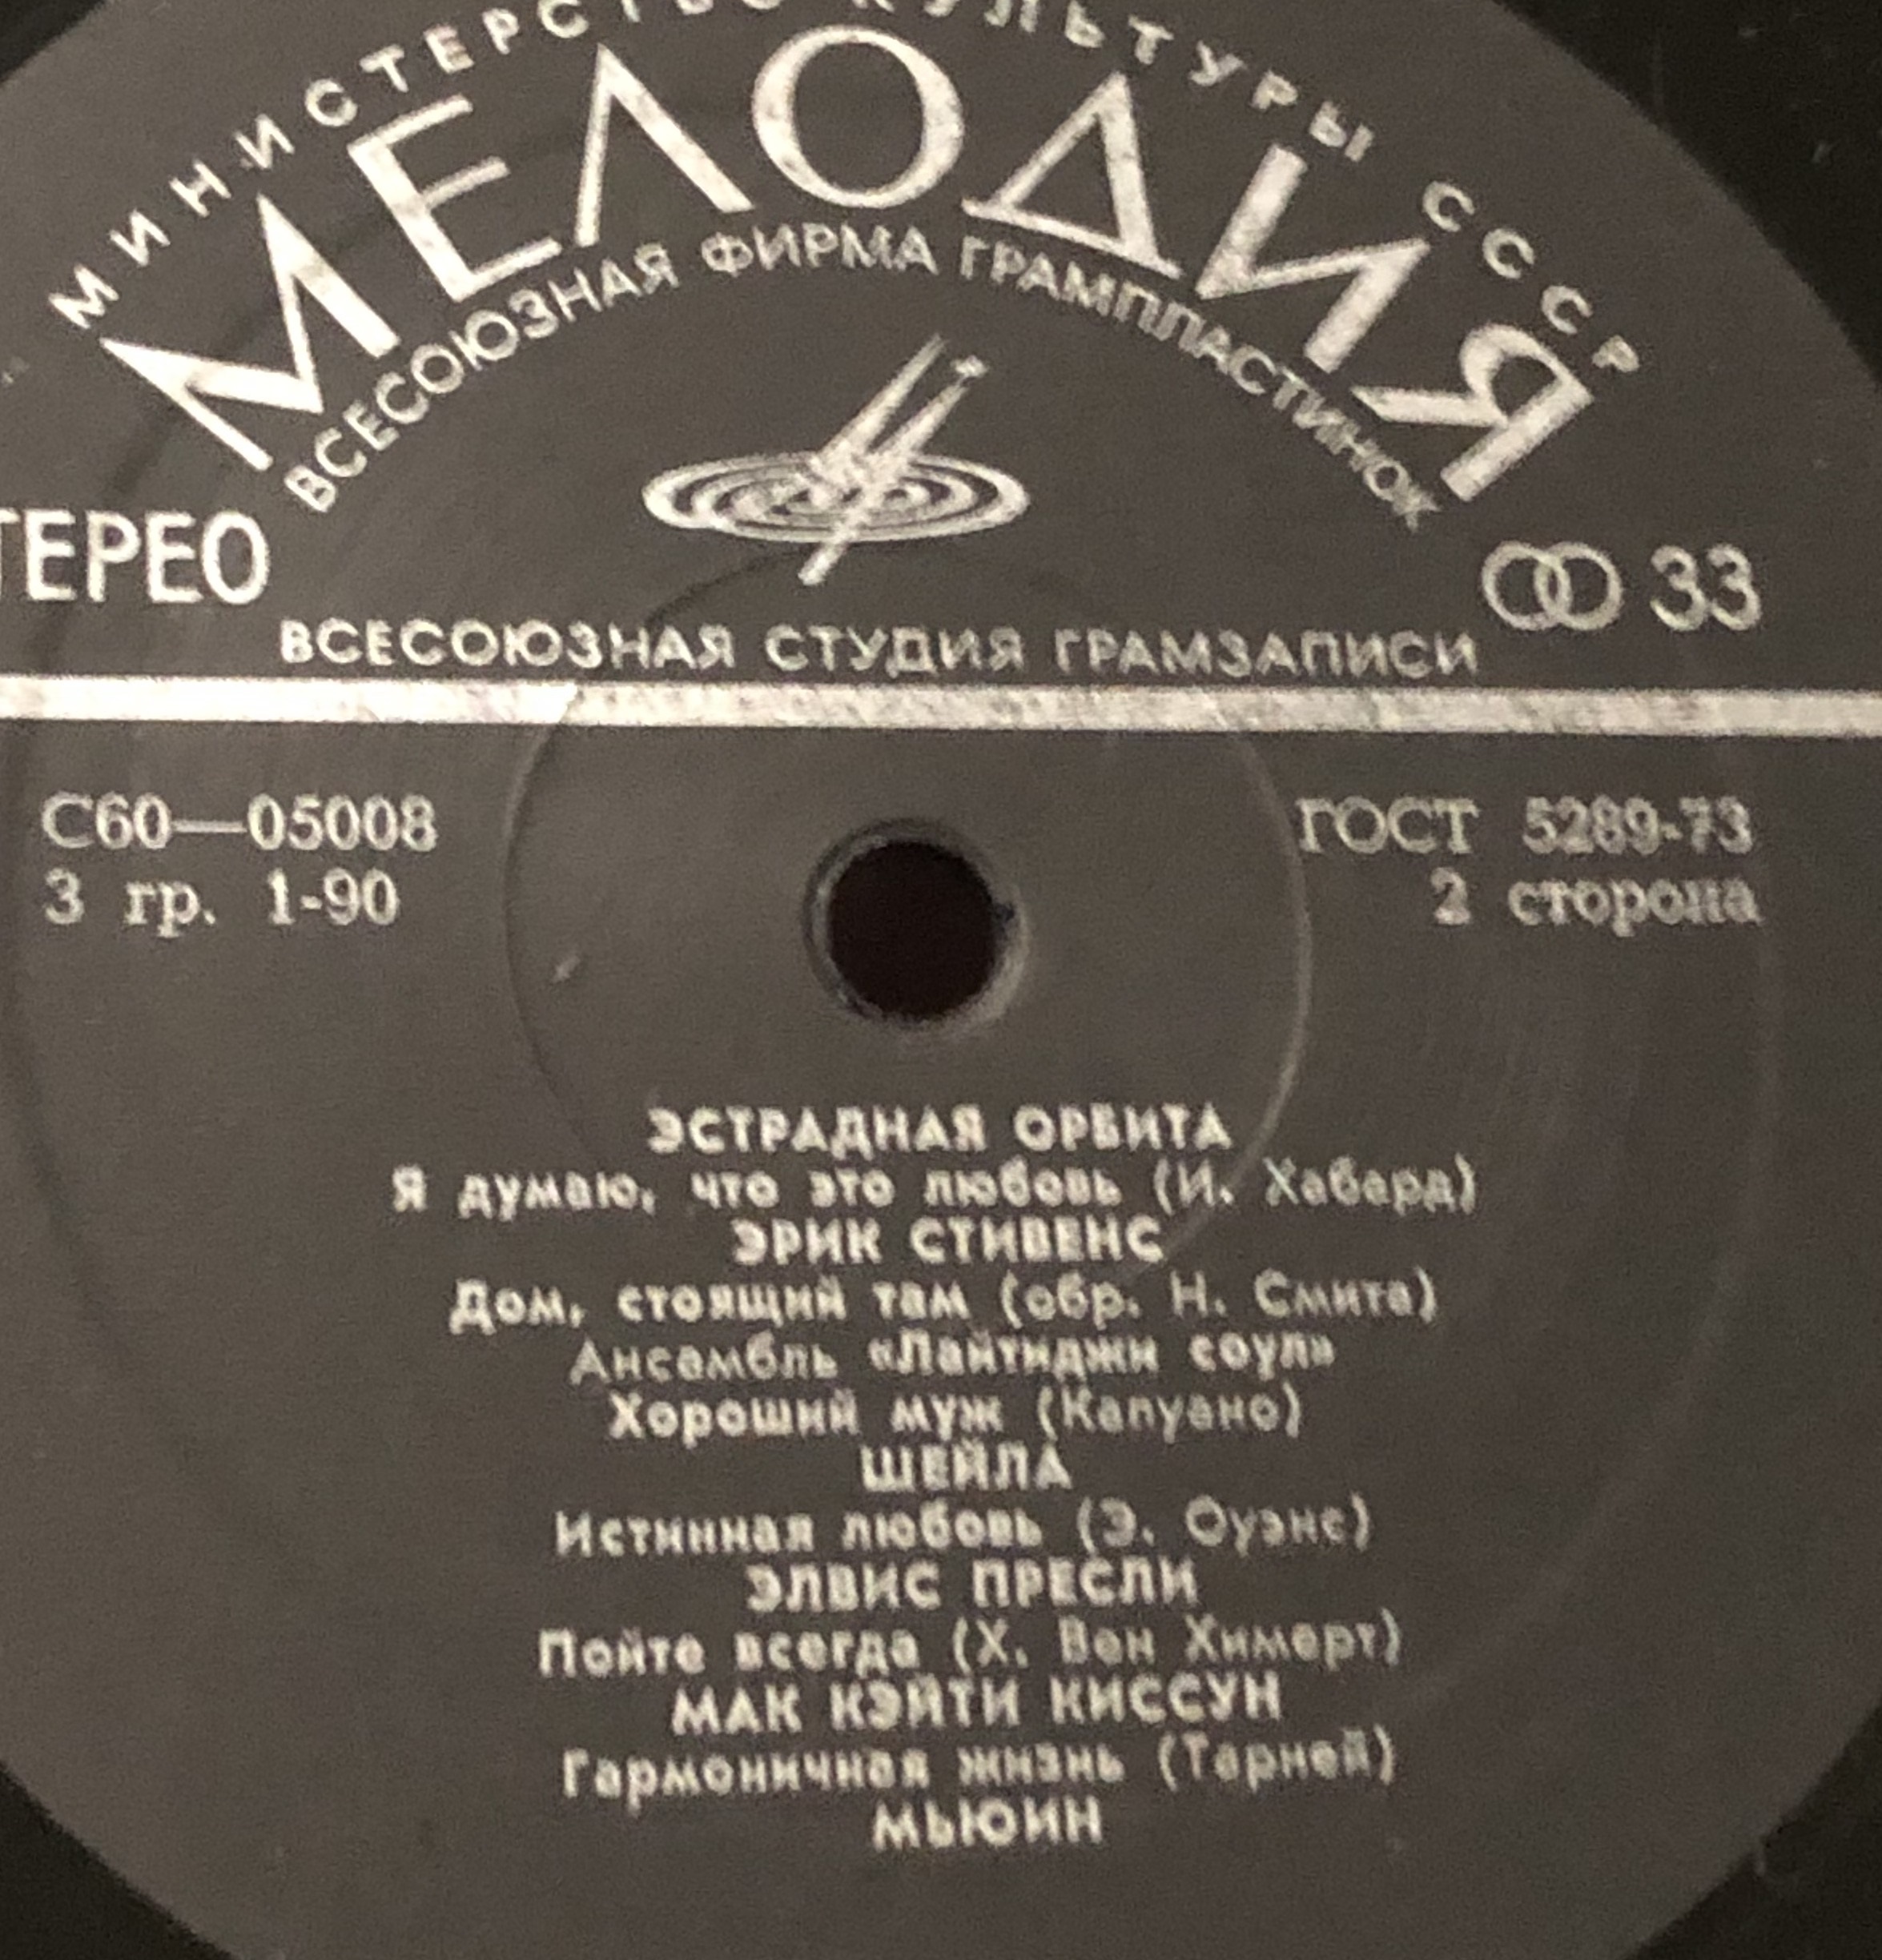 МИНИСТЕРСТВО КУЛЬТУРЫ СССР
МЕЛОДИЯ
ВСЕСОЮЗНАЯ ФИРМА ГРАМПЛАСТИНОК
ТЕРЕО
33
ВСЕСОЮЗНАЯ СТУДИЯ ГРАМЗАПИСИ
С60—05008
ГОСТ 5289-73
3 гр. 1-90
2 сторона
ЭСТРАДНАЯ ОРБИТА
Я думаю, что это любовь (И. Хабард)
ЭРИК СТИВЕНС
Дом, стоящий там (обр. Н. Смита)
Ансамбль «Лайтиджи соул»
Хороший муж (Капуано)
ШЕЙЛА
Истинная любовь (Э. Оуэнс)
ЭЛВИС ПРЕСЛИ
Пойте всегда (Х. Вен Химерт)
МАК КЭЙТИ КИССУН
Гармоничная жизнь (Тарней)
МЬЮИН